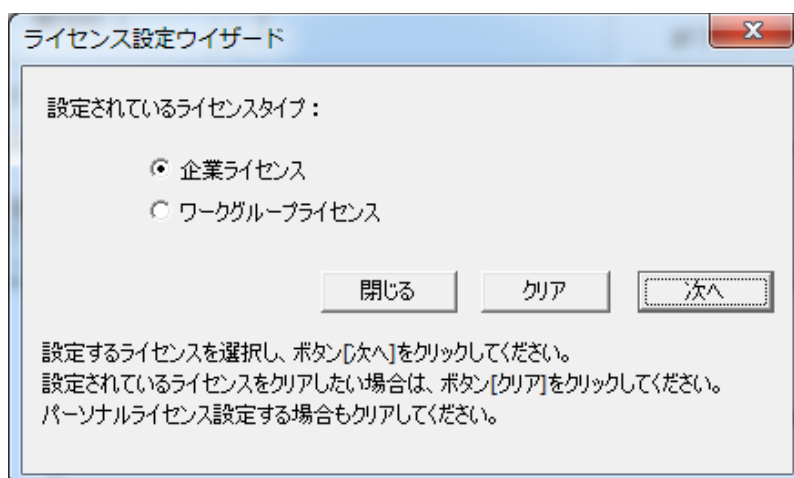 ライセンス設定ウイザード
設定されているライセンスタイプ：
企業ライセンス
ワークグループライセンス
閉じる
クリア
次へ
設定するライセンスを選択し、ボタン[次へ]をクリックしてください。
設定されているライセンスをクリアしたい場合は、ボタン[クリア]をクリックしてください。
パーソナルライセンス設定する場合もクリアしてください。